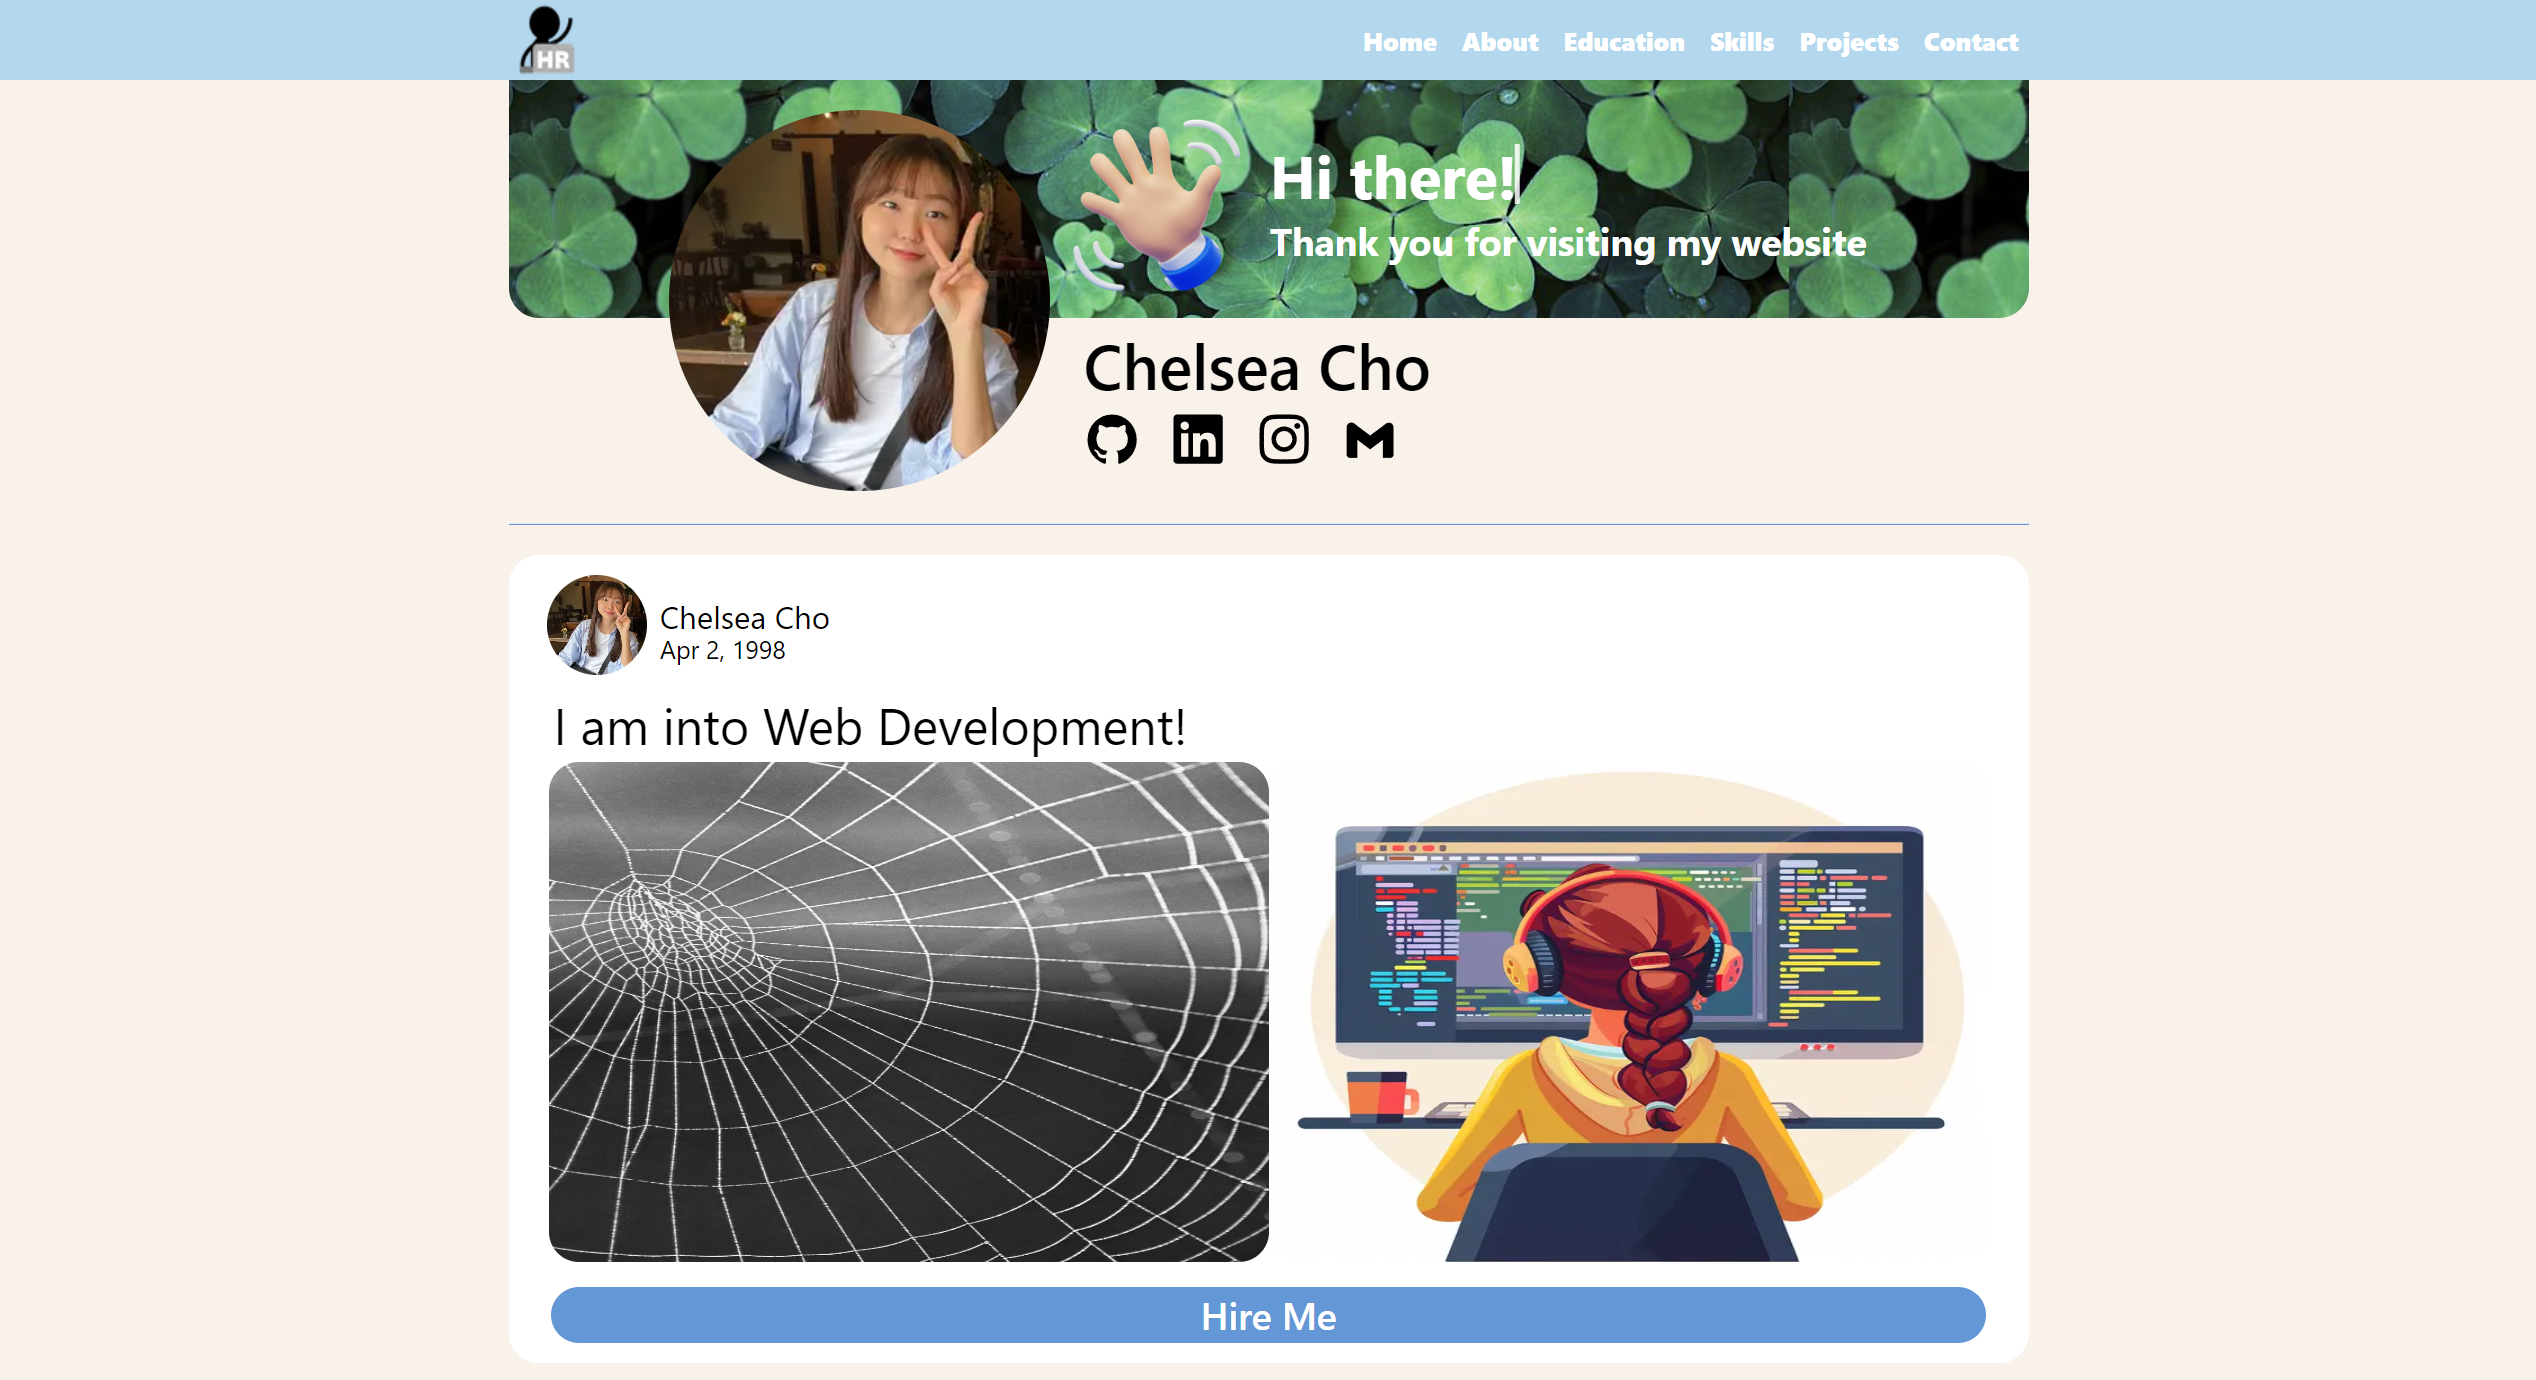 HR
Home About Education Skills Projects Contact
Hi there!
Thank you for visiting my website
Chelsea Cho
in
Chelsea Cho
Apr 2, 1998
I am into Web Development!
Hire Me